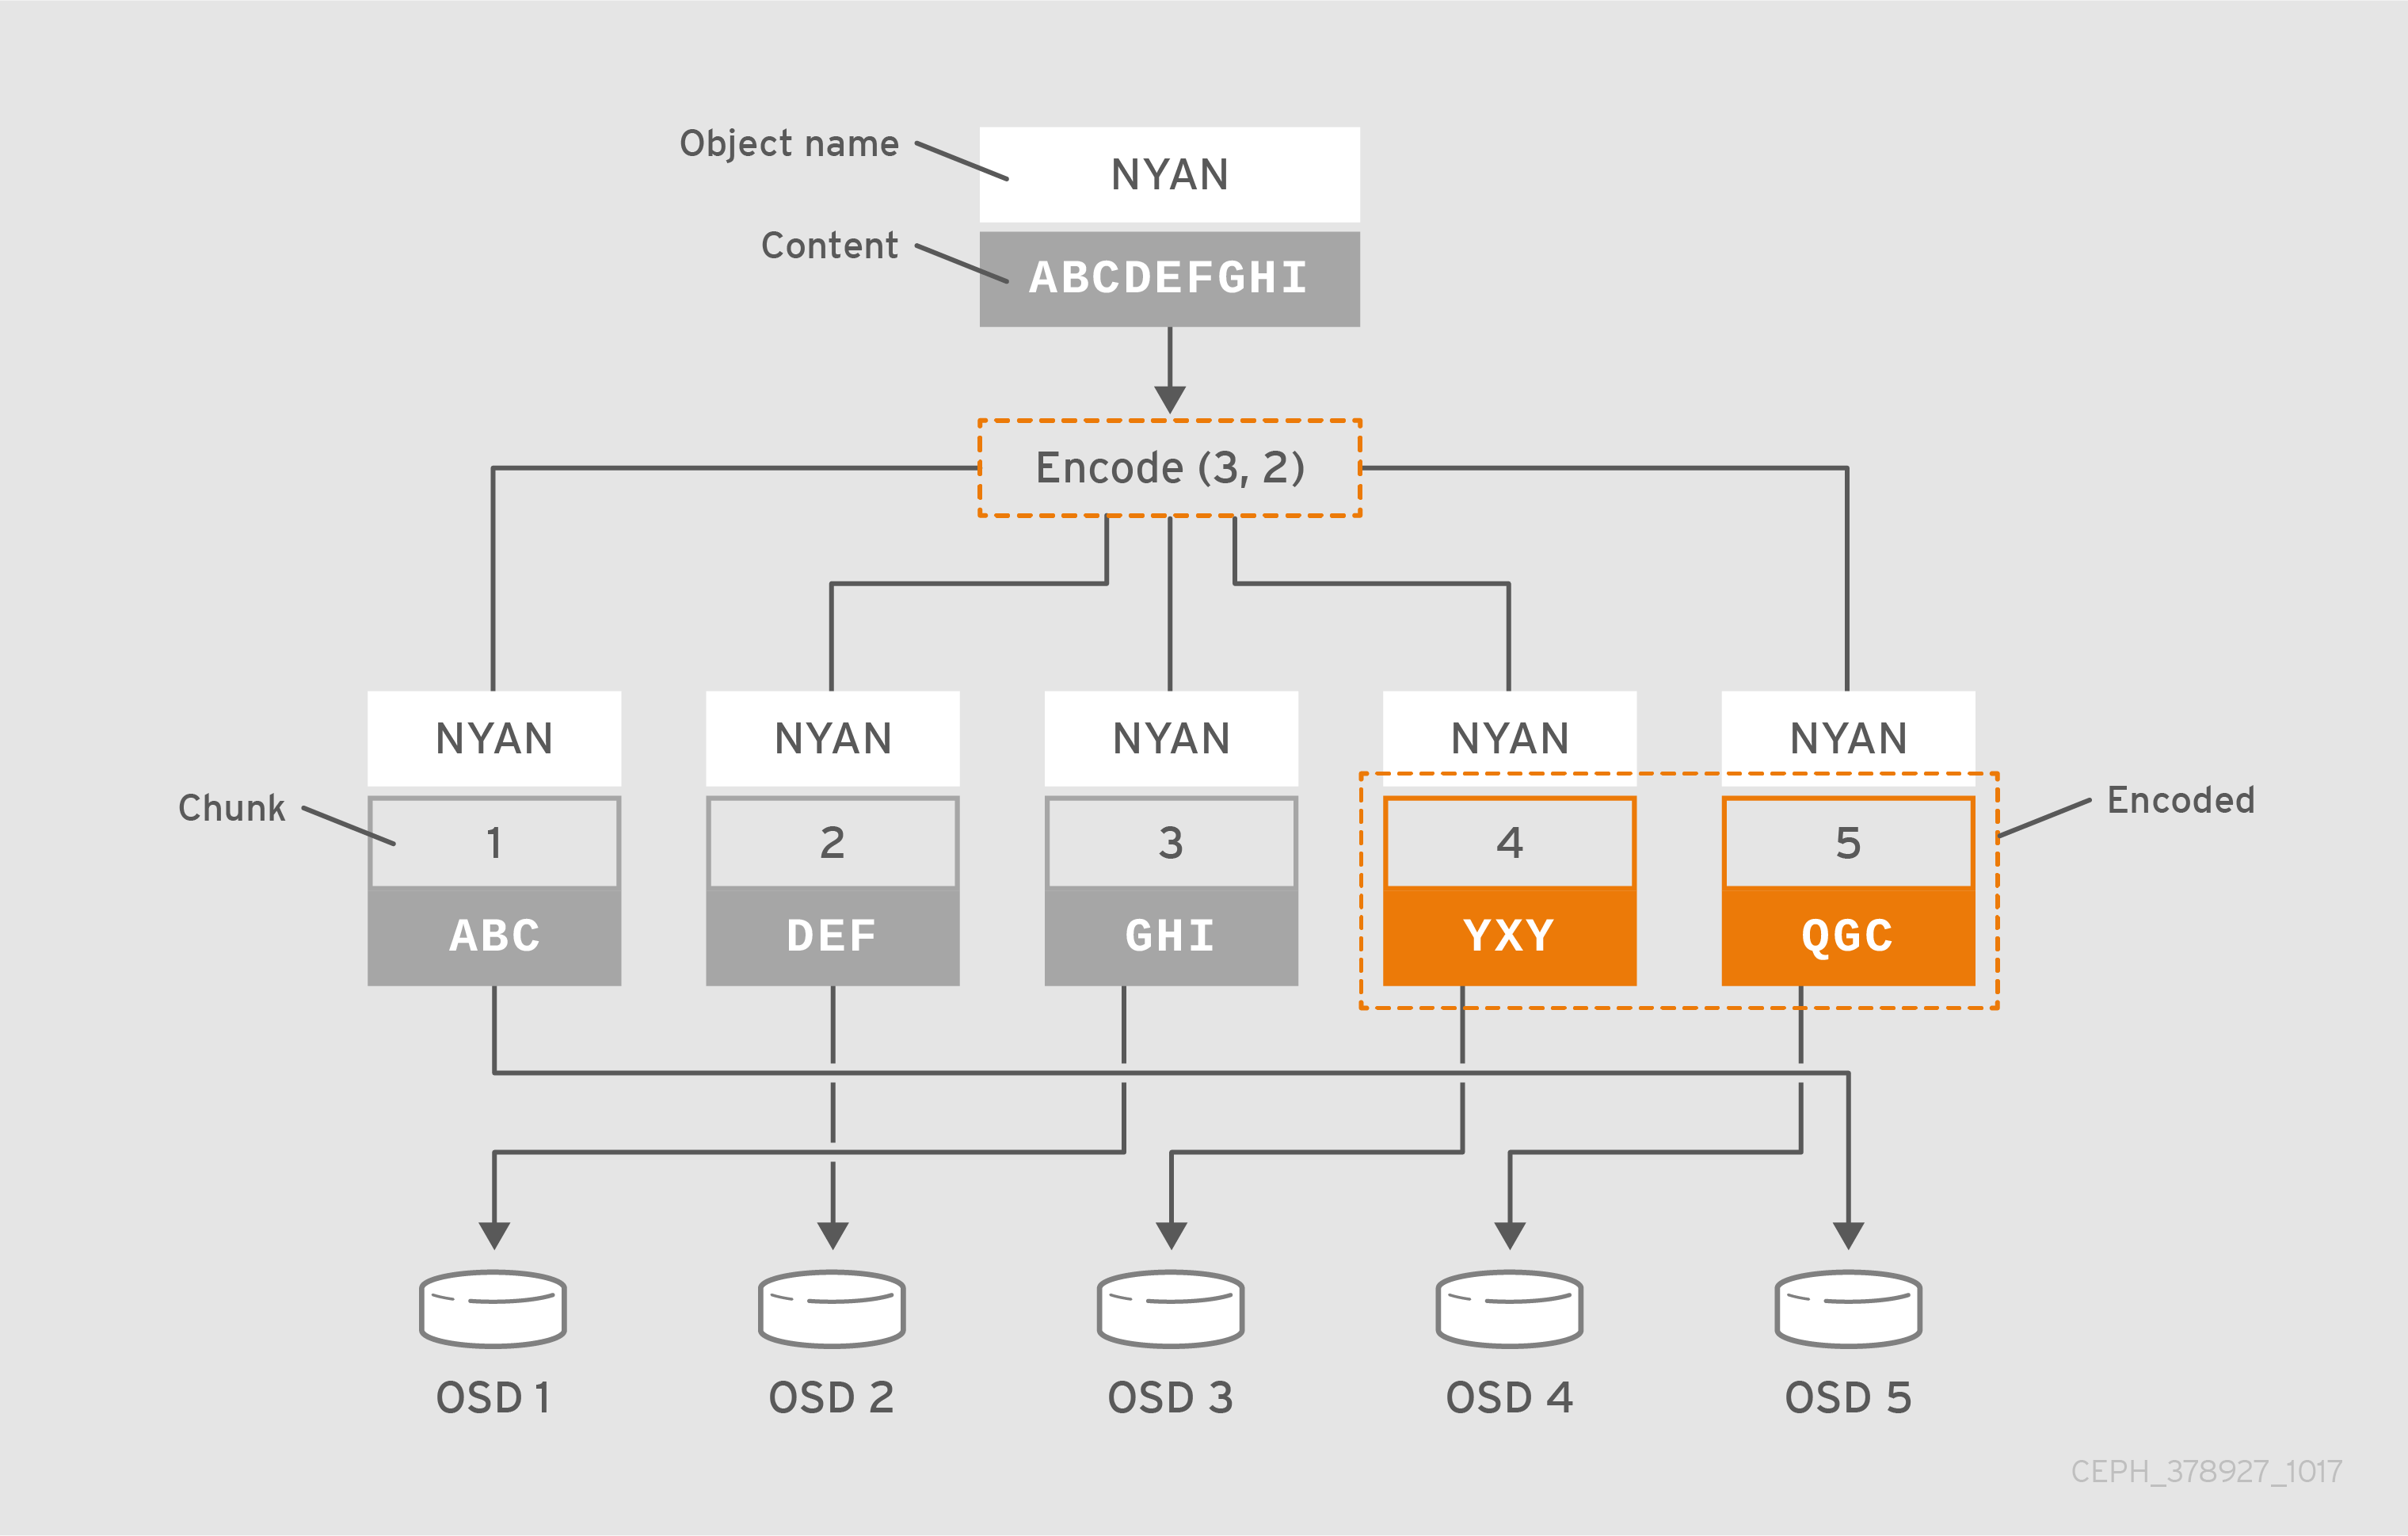 Object name
NYAN
Content
ABCDEFGHI
Encode (3, 2)
NYAN
NYAN
NYAN
NYAN
NYAN
Chunk
1
2
3
4
5
Encoded
ABC
DEF
GHI
YXY
QGC
OSD 1
OSD 2
OSD 3
OSD 4
OSD 5
CEPH_378927_1017